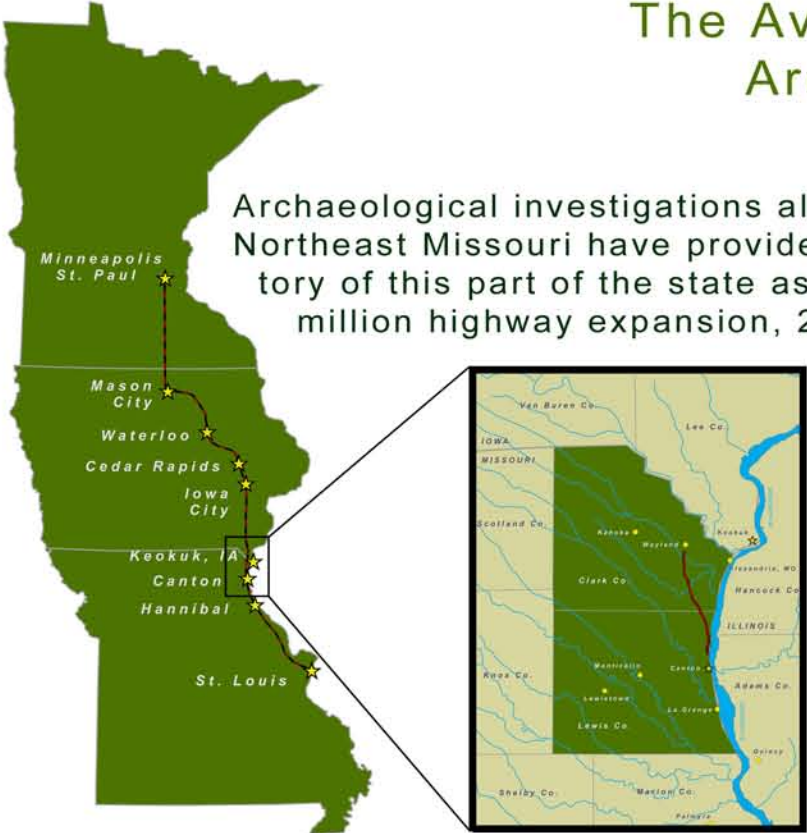 The Av
Ar
Archaeological investigations al
Northeast Missouri have provide
tory of this part of the state as
million highway expansion, 2
Minneapolis
St. Paul
Mason
City
Waterloo
Cedar Rapids
Iowa
City
Keokuk, IA
Canton
Hannibal
St. Louis
Van Buren Co.
Lee Co.
IOWA
MISSOURI
Scotland Co.
Kahoka
Wayland
Keokuk
Alexandria, MO
Clark Co.
Hancock Co.
ILLINOIS
Knox Co.
Monticello
Canton
Adams Co.
Lewistown
La Grange
Lewis Co.
Quincy
Shelby Co.
Marion Co.
Palmyra